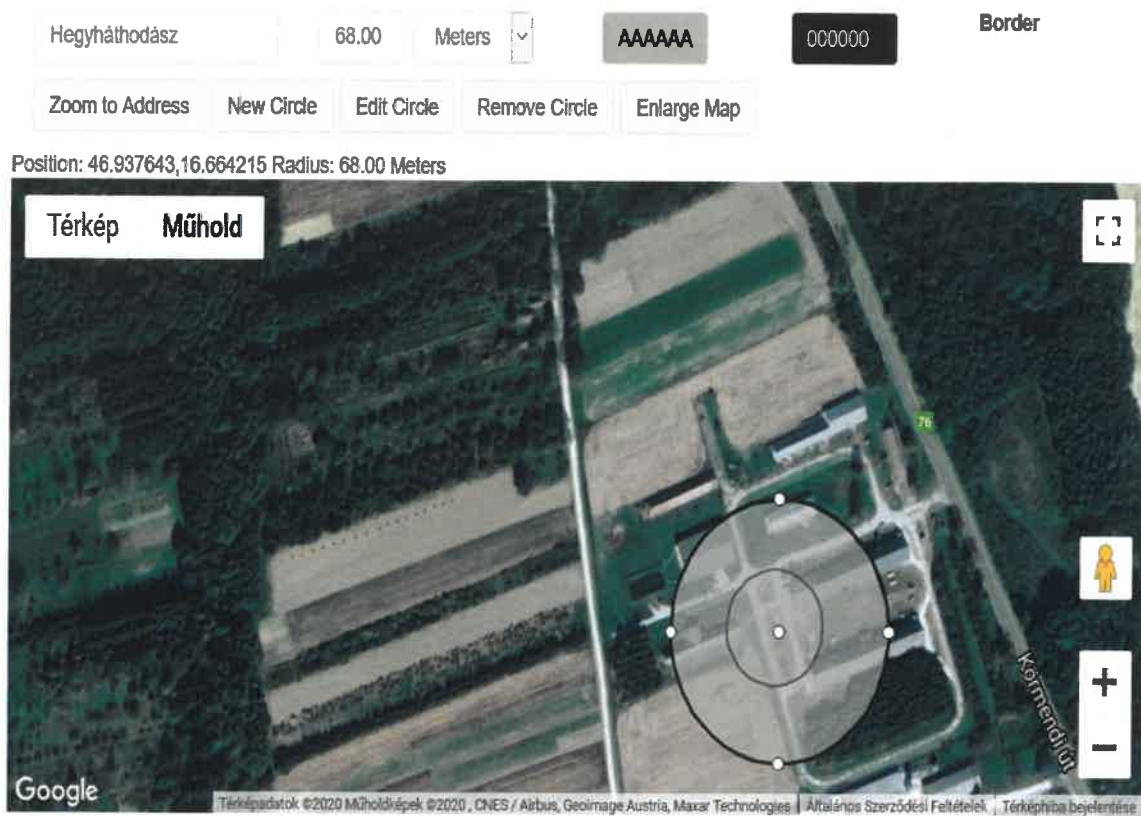 Hegyháthodász 68.00 Meters AAAAAA 000000 Border
Zoom to Address New Circle Edit Circle Remove Circle Enlarge Map
Position: 46.937643,16.664215 Radius: 68.00 Meters
Térkép Műhold
76
Körmendi út
Google
Térképadatok ©2020 Műholdképek ©2020 , CNES / Airbus, Geoimage Austria, Maxar Technologies Általános Szerződési Feltételek Térképhiba bejelentése